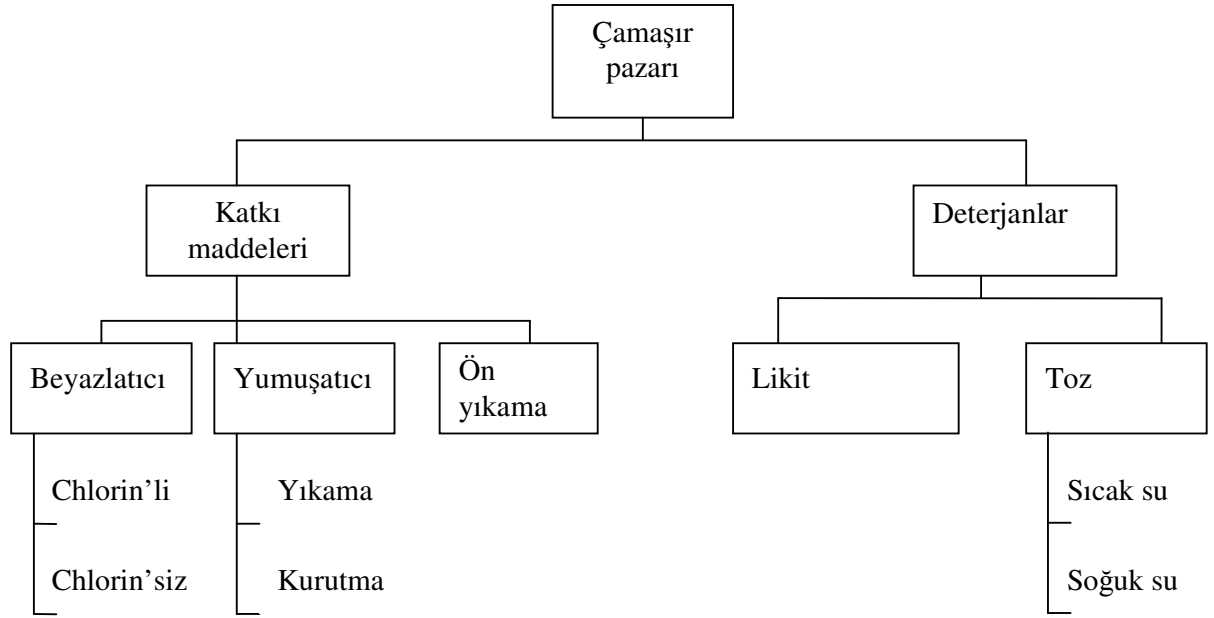 Çamaşır
pazarı
Katkı
maddeleri
Deterjanlar
Beyazlatıcı
Yumuşatıcı
Ön
yıkama
Likit
Toz
Chlorin’li
Yıkama
Sıcak su
Chlorin’siz
Kurutma
Soğuk su